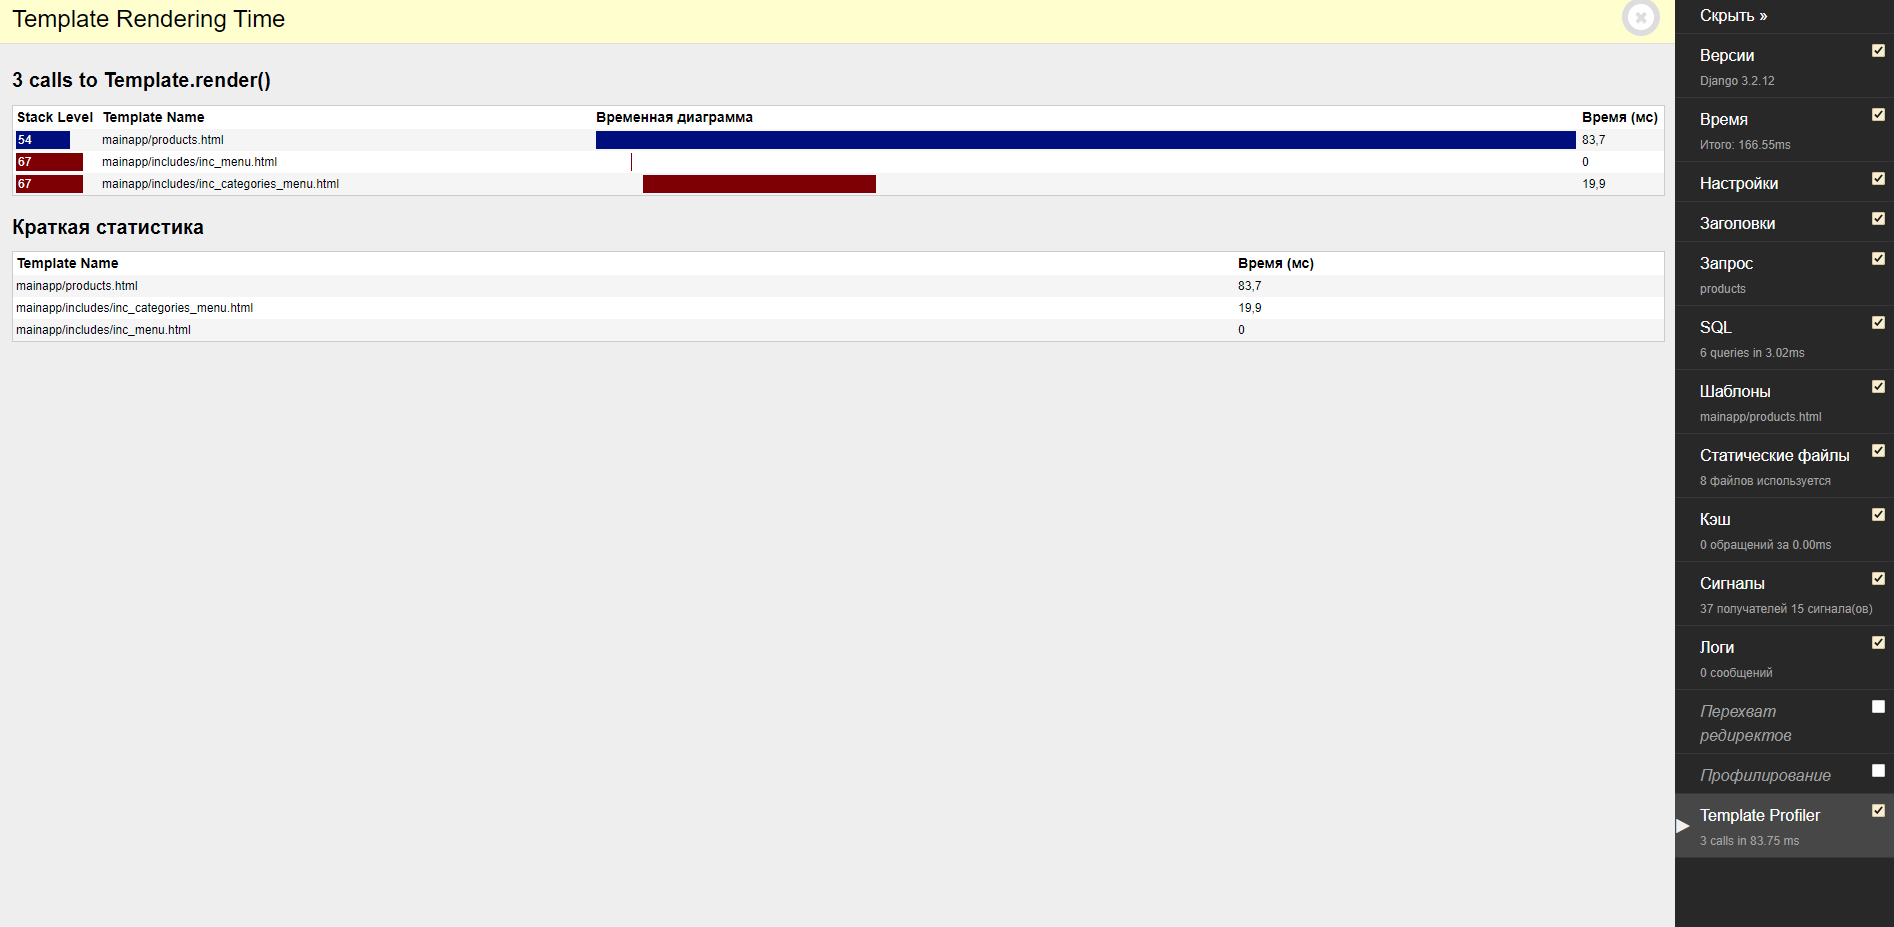 Template Rendering Time
3 calls to Template.render()
Stack Level Template Name Временная диаграмма Время (мс)
54 mainapp/products.html 83,7
67 mainapp/includes/inc_menu.html 0
67 mainapp/includes/inc_categories_menu.html 19,9
Краткая статистика
Template Name Время (мс)
mainapp/products.html 83,7
mainapp/includes/inc_categories_menu.html 19,9
mainapp/includes/inc_menu.html 0
Скрыть »
Версии
Django 3.2.12
Время
Итого: 166.55ms
Настройки
Заголовки
Запрос
products
SQL
6 queries in 3.02ms
Шаблоны
mainapp/products.html
Статические файлы
8 файлов используется
Кэш
0 обращений за 0.00ms
Сигналы
37 получателей 15 сигнала(ов)
Логи
0 сообщений
Перехват
редиректов
Профилирование
Template Profiler
3 calls in 83.75 ms